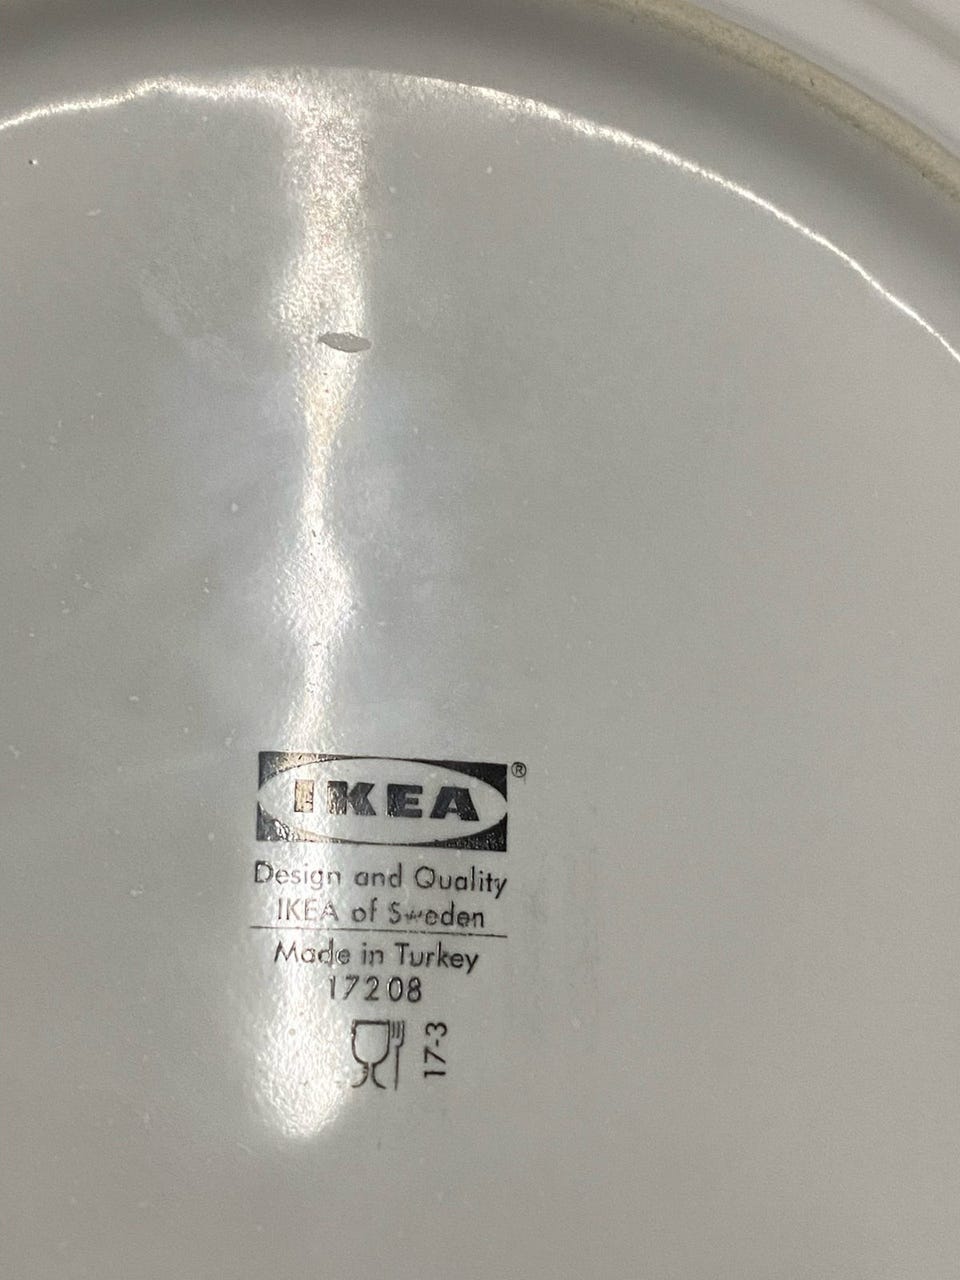 IKEA®
Design and Quality
IKEA of Sweden
Made in Turkey
17208
17-3